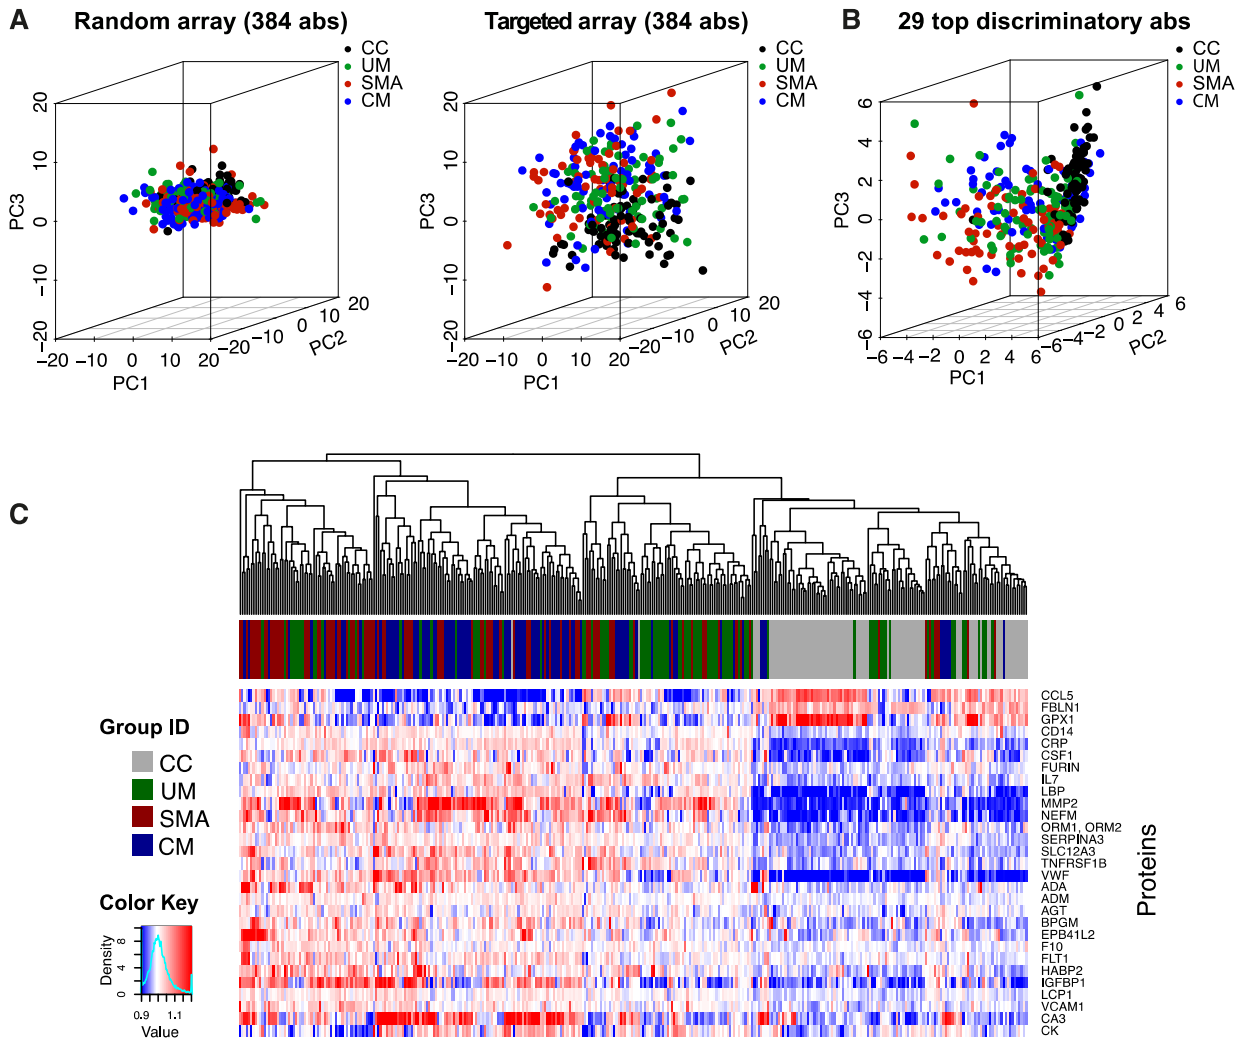 A
Random array (384 abs)
CC
UM
SMA
CM
20
10
0
−10
−20
PC3
−20 −10 0 10 20
PC1
−20 −10 0 10 20
PC2
Targeted array (384 abs)
CC
UM
SMA
CM
20
10
0
−10
−20
PC3
−20 −10 0 10 20
PC1
−20 −10 0 10 20
PC2
B
29 top discriminatory abs
CC
UM
SMA
CM
6
4
2
0
−2
−4
−6
PC3
−6 −4 −2 0 2 4 6
PC1
−6 −4 −2 0 2 4 6
PC2
C
Group ID
CC
UM
SMA
CM
Color Key
Density
0 4 8
0.9 1.1
Value
CCL5
FBLN1
GPX1
CD14
CRP
CSF1
FURIN
IL7
LBP
MMP2
NEFM
ORM1, ORM2
SERPINA3
SLC12A3
TNFRSF1B
VWF
ADA
ADM
AGT
BPGM
EPB41L2
F10
FLT1
HABP2
IGFBP1
LCP1
VCAM1
CA3
CK
Proteins